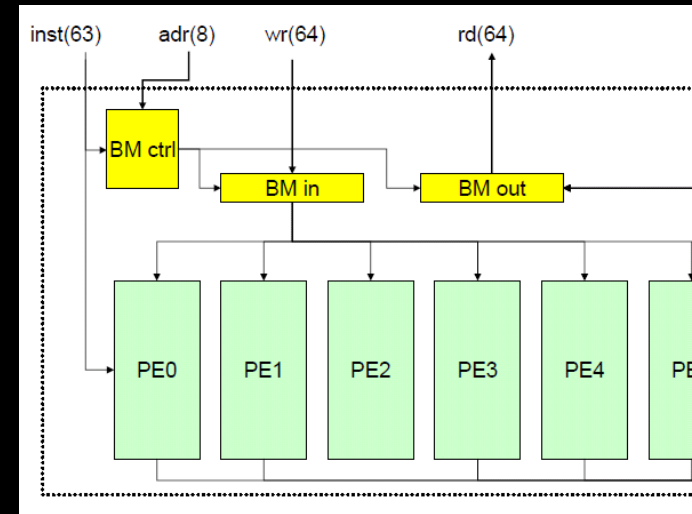 inst(63) adr(8) wr(64) rd(64)
BM ctrl
BM in BM out
PE0 PE1 PE2 PE3 PE4 PE